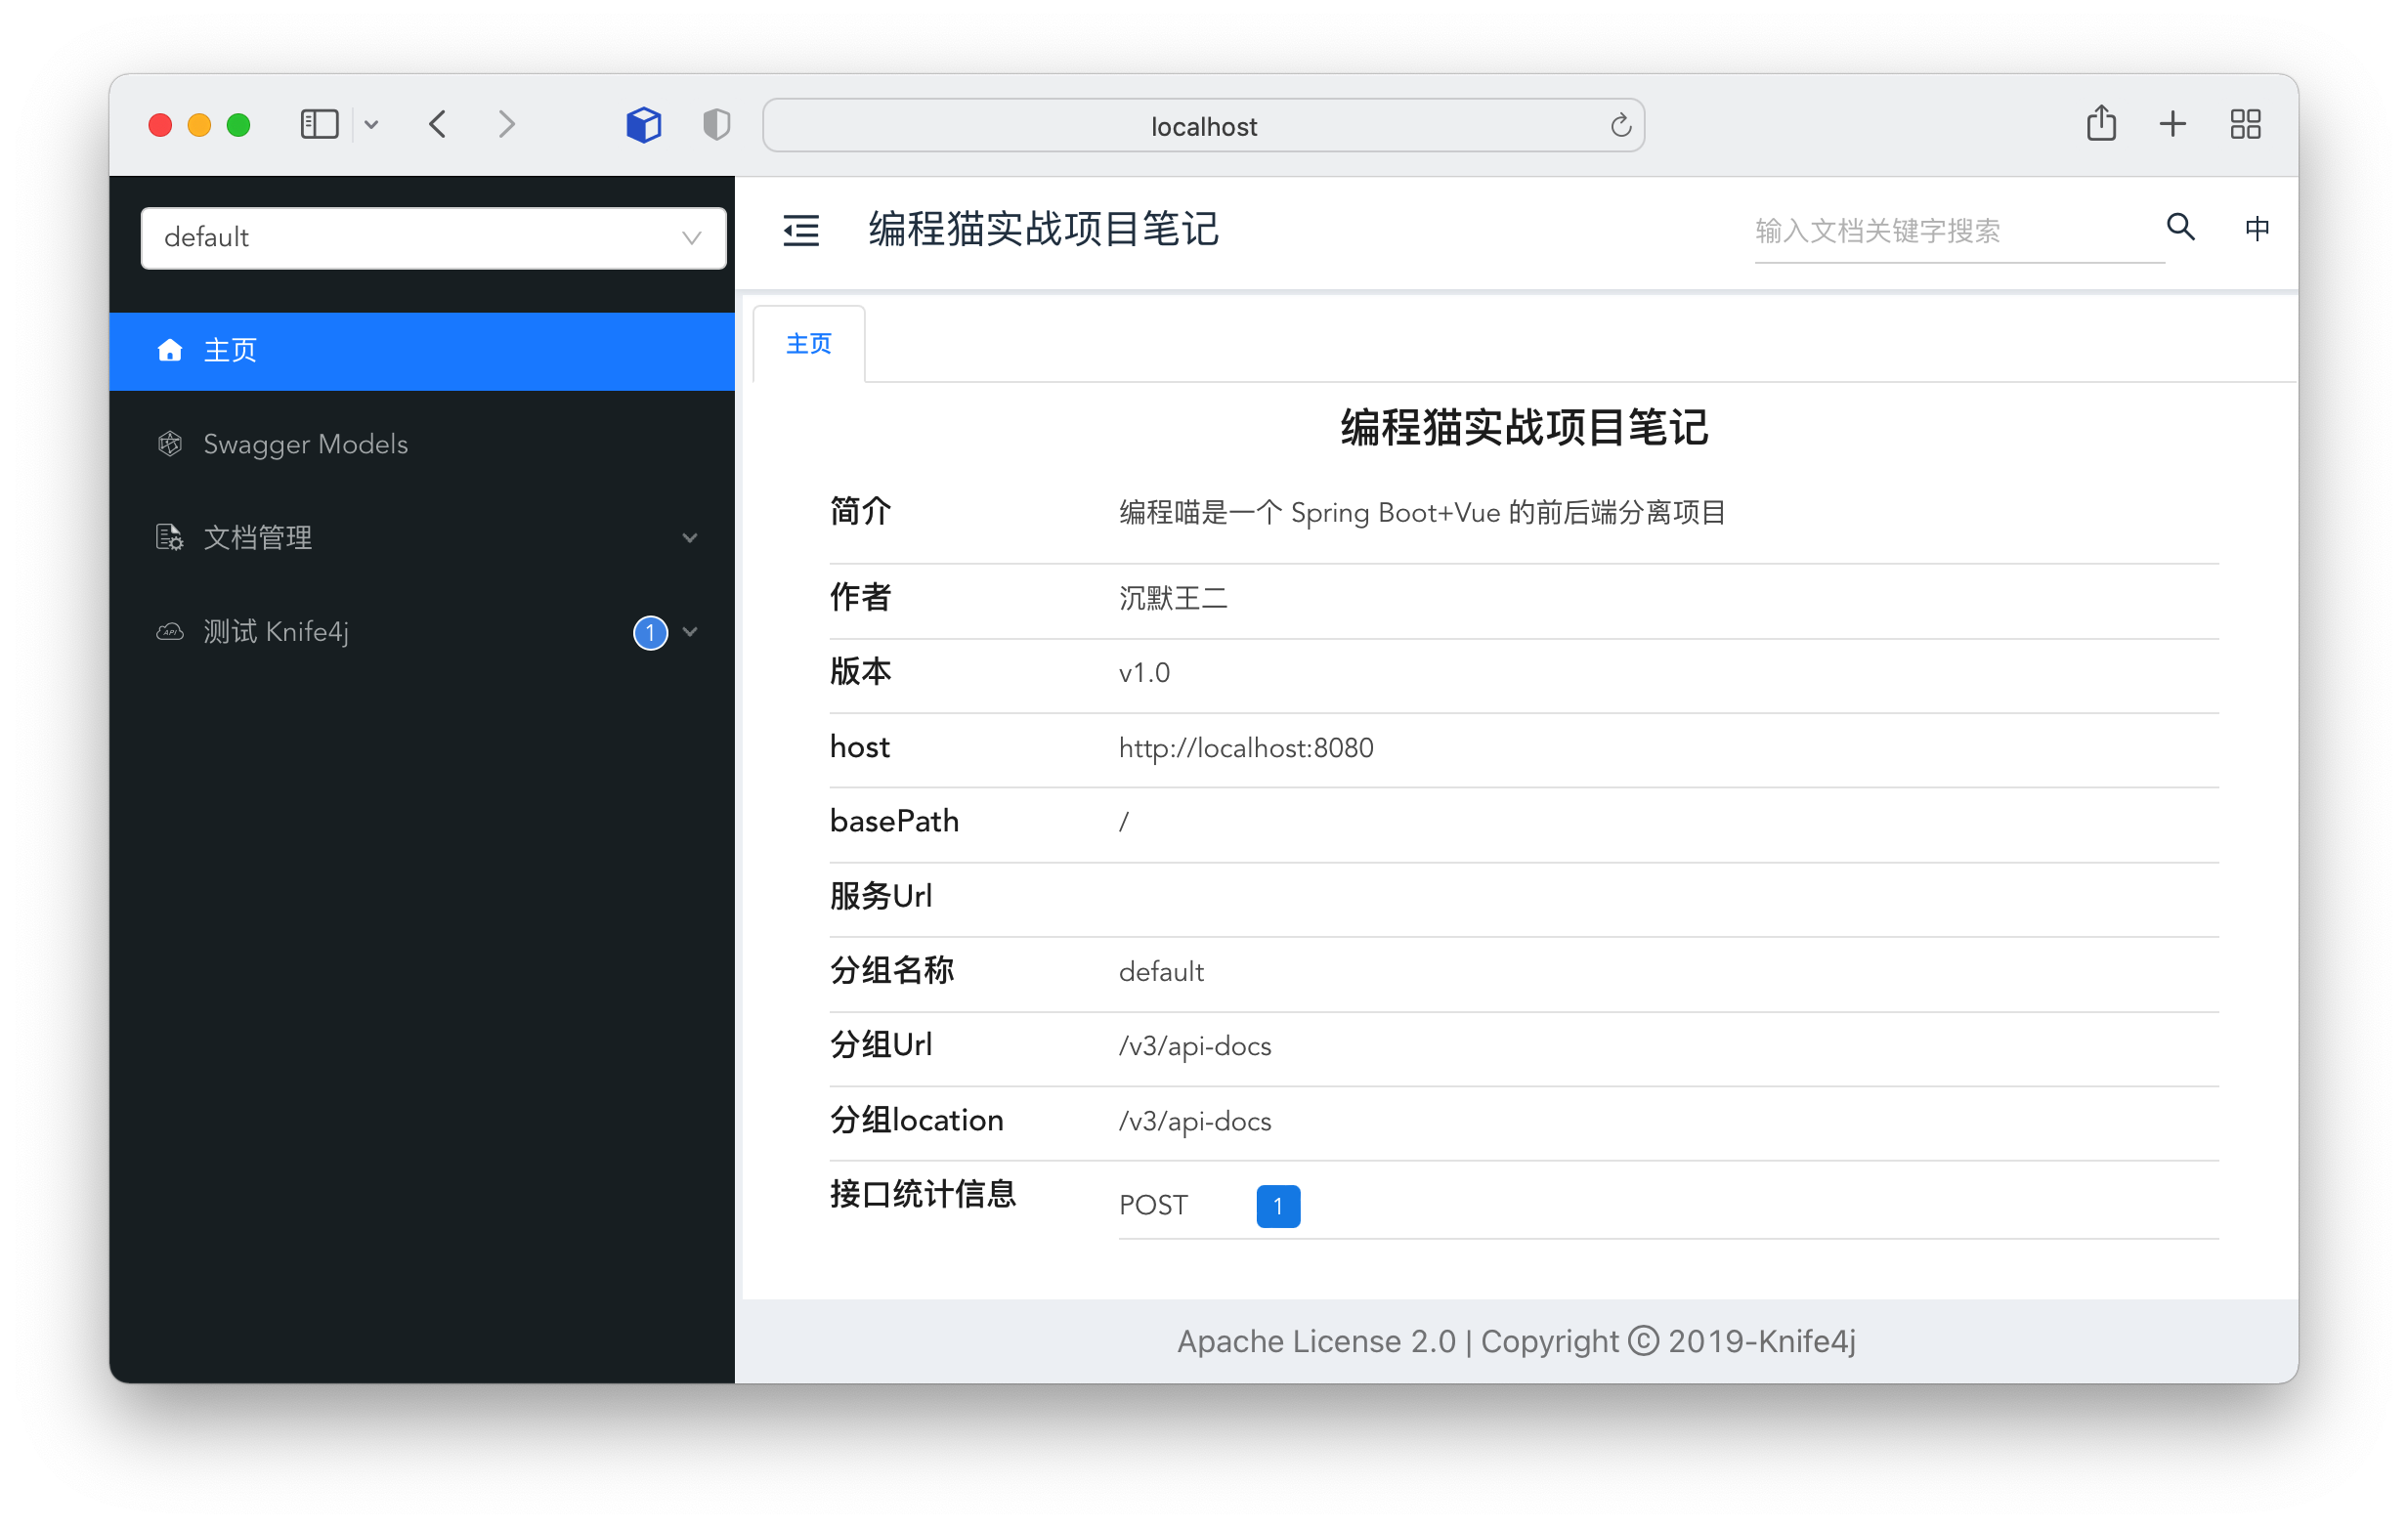 localhost
default
编程猫实战项目笔记
输入文档关键字搜索
中
主页
Swagger Models
文档管理
测试 Knife4j
1
主页
编程猫实战项目笔记
简介 编程喵是一个 Spring Boot+Vue 的前后端分离项目
作者 沉默王二
版本 v1.0
host http://localhost:8080
basePath /
服务Url
分组名称 default
分组Url /v3/api-docs
分组location /v3/api-docs
接口统计信息 POST 1
Apache License 2.0 | Copyright © 2019-Knife4j